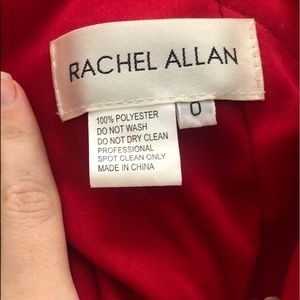 RACHEL ALLAN
0
100% POLYESTER
DO NOT WASH
DO NOT DRY CLEAN
PROFESSIONAL
SPOT CLEAN ONLY
MADE IN CHINA